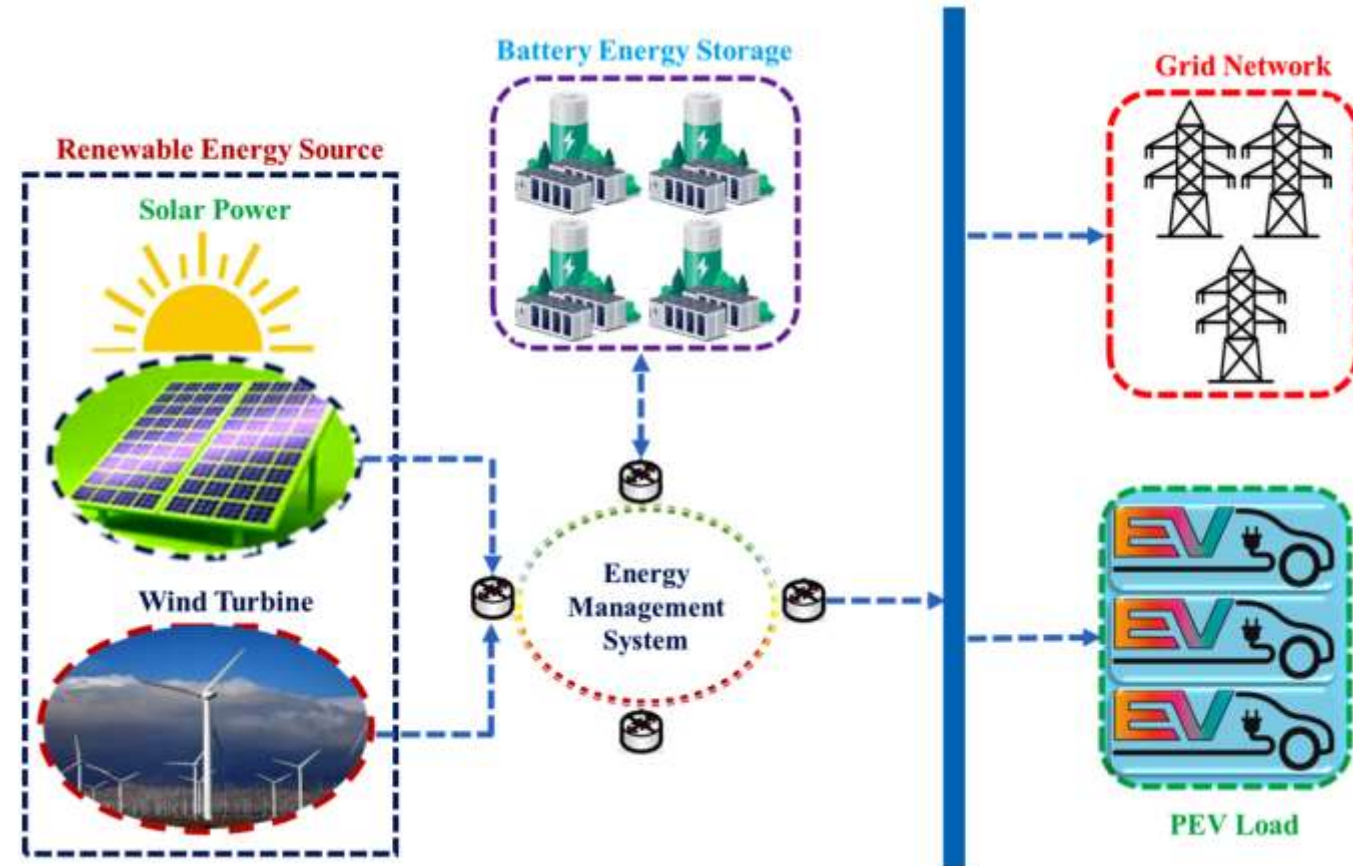 Battery Energy Storage
Grid Network
Renewable Energy Source
Solar Power
Wind Turbine
Energy
Management
System
EV
EV
EV
PEV Load